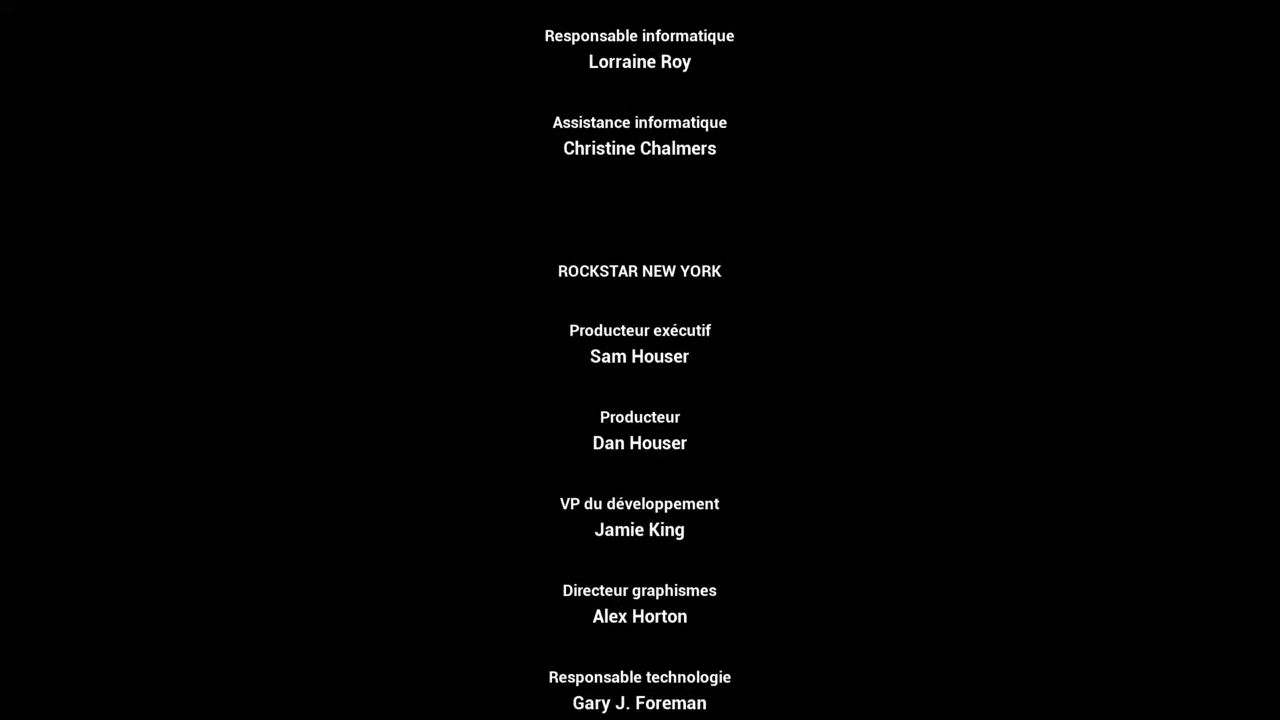 Responsable informatique
Lorraine Roy
Assistance informatique
Christine Chalmers
ROCKSTAR NEW YORK
Producteur exécutif
Sam Houser
Producteur
Dan Houser
VP du développement
Jamie King
Directeur graphismes
Alex Horton
Responsable technologie
Gary J. Foreman